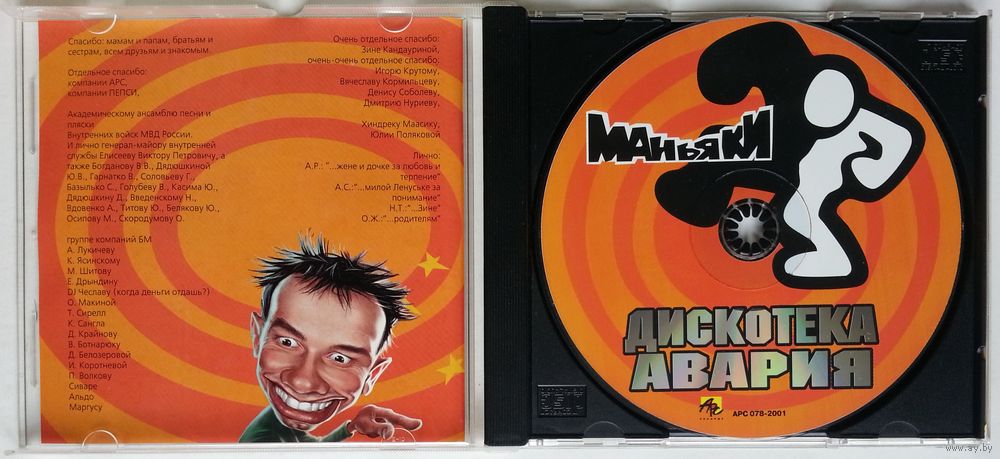 Спасибо: мамам и папам, братьям и
сестрам, всем друзьям и знакомым.
Отдельное спасибо:
компании АРС,
компании ПЕПСИ,
Академическому ансамблю песни и
пляски
Внутренних войск МВД России.
И лично генерал-майору внутренней
службы Елисееву Виктору Петровичу, а
также Богданову В.В., Дядюшкиной
Ю.В., Гарнатко В., Соловьеву Г.,
Базылько С., Голубеву В., Касима Ю.,
Дядюшкину Д., Введенскому Н.,
Вдовенко А., Титову Ю., Белякову Ю.,
Осипову М., Скородумову О.
группе компаний БМ
А. Лукичеву
К. Ясинскому
М. Шитову
Е. Дрындину
DJ Чеславу (когда деньги отдашь?)
О. Макиной
Т. Сирелл
К. Сангла
Д. Крайнову
В. Ботнарюку
Д. Белозеровой
И. Коротневой
П. Волкову
Сиваре
Альдо
Маргусу
Очень отдельное спасибо:
Зине Кандауриной,
очень-очень отдельное спасибо:
Игорю Крутому,
Вячеславу Кормильцеву,
Денису Соболеву,
Дмитрию Нуриеву,
Хиндреку Маасику,
Юлии Поляковой
Лично:
А.Р.: "...жене и дочке за любовь и
терпение"
А.С.:"...милой Ленуське за
понимание"
Н.Т.:"...Зине"
О.Ж.:"...родителям"
МАНЬЯКИ
ДИСКОТЕКА
АВАРИЯ
АРС
АРС 078-2001
www.ay.by